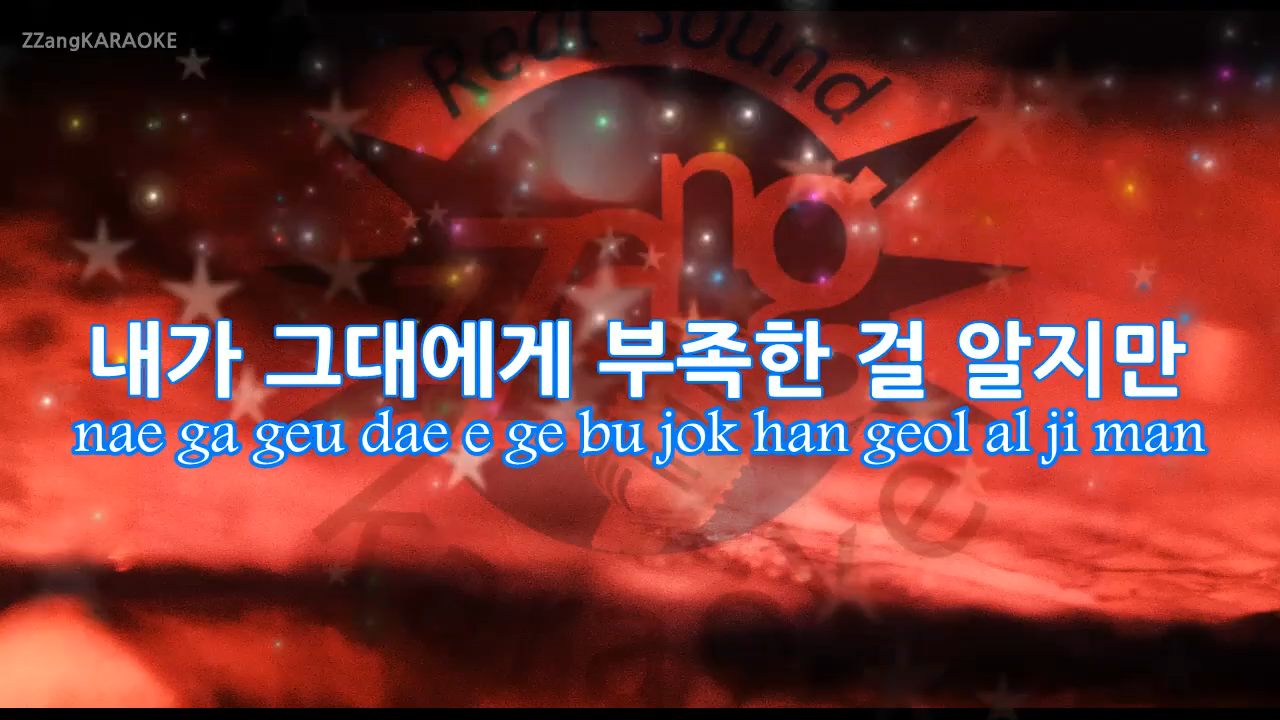 ZZangKARAOKE
Real Sound
ZZang
내가 그대에게 부족한 걸 알지만
nae ga geu dae e ge bu jok han geol al ji man